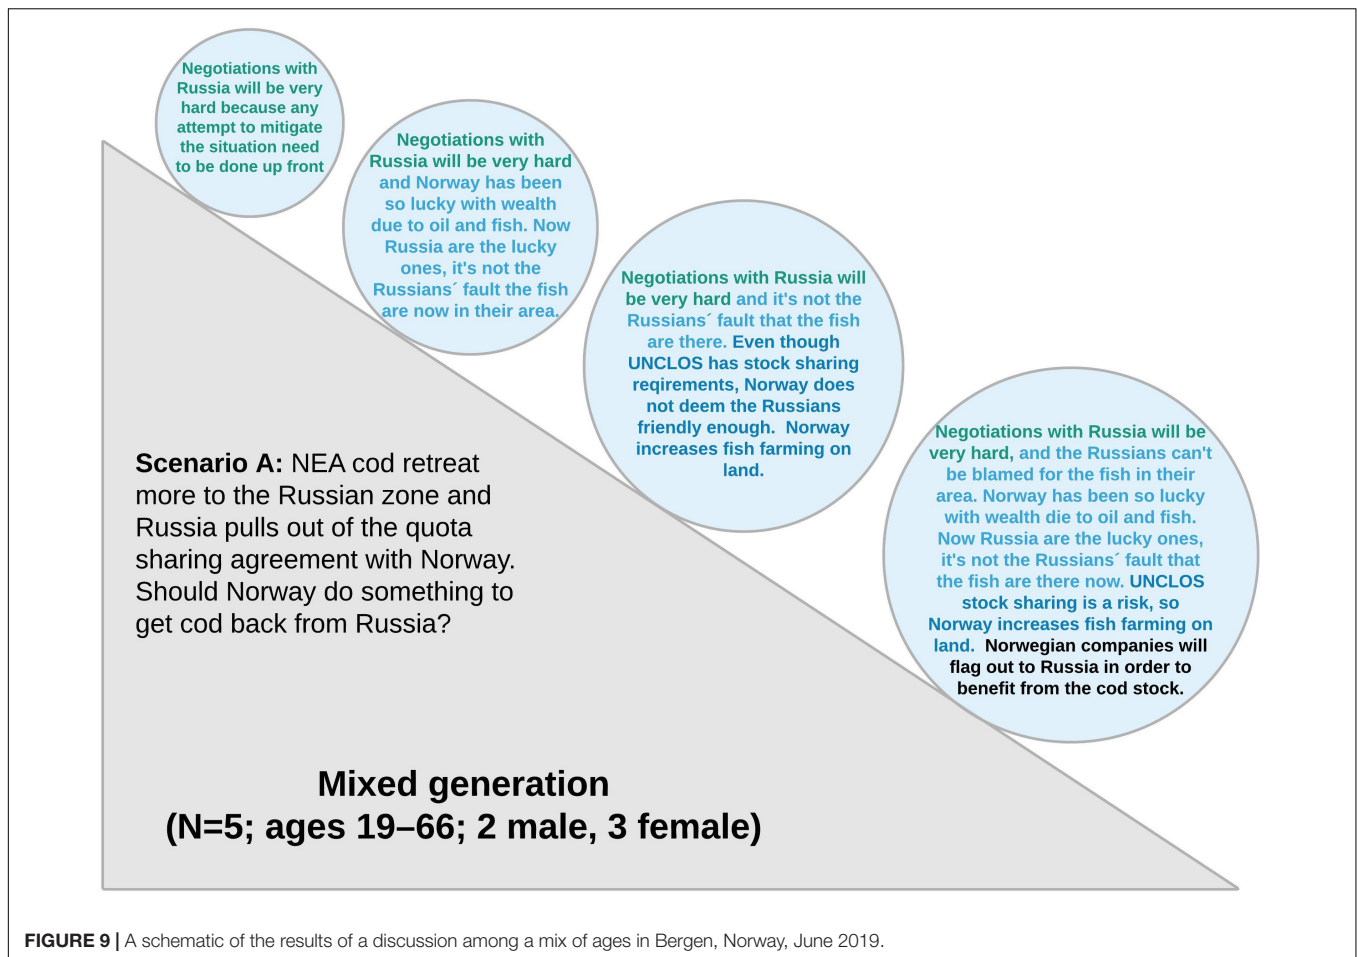 Negotiations with
Russia will be very
hard because any
attempt to mitigate
the situation need
to be done up front
Negotiations with
Russia will be very hard
and Norway has been
so lucky with wealth
due to oil and fish. Now
Russia are the lucky
ones, it's not the
Russians´ fault the fish
are now in their area.
Negotiations with Russia will
be very hard and it's not the
Russians´ fault that the fish
are there. Even though
UNCLOS has stock sharing
reqirements, Norway does
not deem the Russians
friendly enough. Norway
increases fish farming on
land.
Negotiations with Russia will be
very hard, and the Russians can't
be blamed for the fish in their
area. Norway has been so lucky
with wealth die to oil and fish.
Now Russia are the lucky ones,
it's not the Russians´ fault that
the fish are there now. UNCLOS
stock sharing is a risk, so
Norway increases fish farming on
land. Norwegian companies will
flag out to Russia in order to
benefit from the cod stock.
Scenario A: NEA cod retreat
more to the Russian zone and
Russia pulls out of the quota
sharing agreement with Norway.
Should Norway do something to
get cod back from Russia?
Mixed generation
(N=5; ages 19–66; 2 male, 3 female)
FIGURE 9 | A schematic of the results of a discussion among a mix of ages in Bergen, Norway, June 2019.